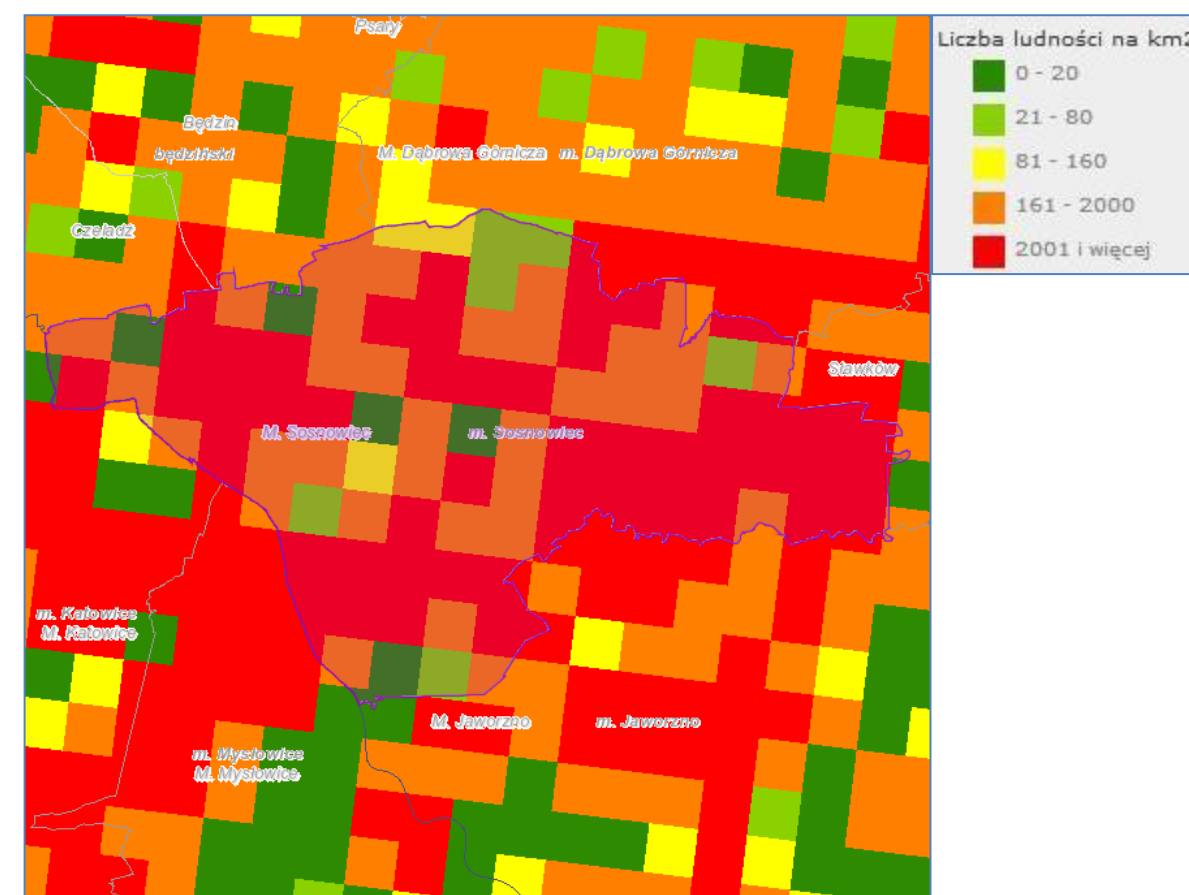 Psary
Liczba ludności na km2
0 - 20
21 - 80
81 - 160
161 - 2000
2001 i więcej
Będzin
będziński
M. Dąbrowa Górnicza
m. Dąbrowa Górnicza
Czeladź
Sławków
M. Sosnowiec
m. Sosnowiec
m. Katowice
M. Katowice
M. Jaworzno
m. Jaworzno
m. Mysłowice
M. Mysłowice